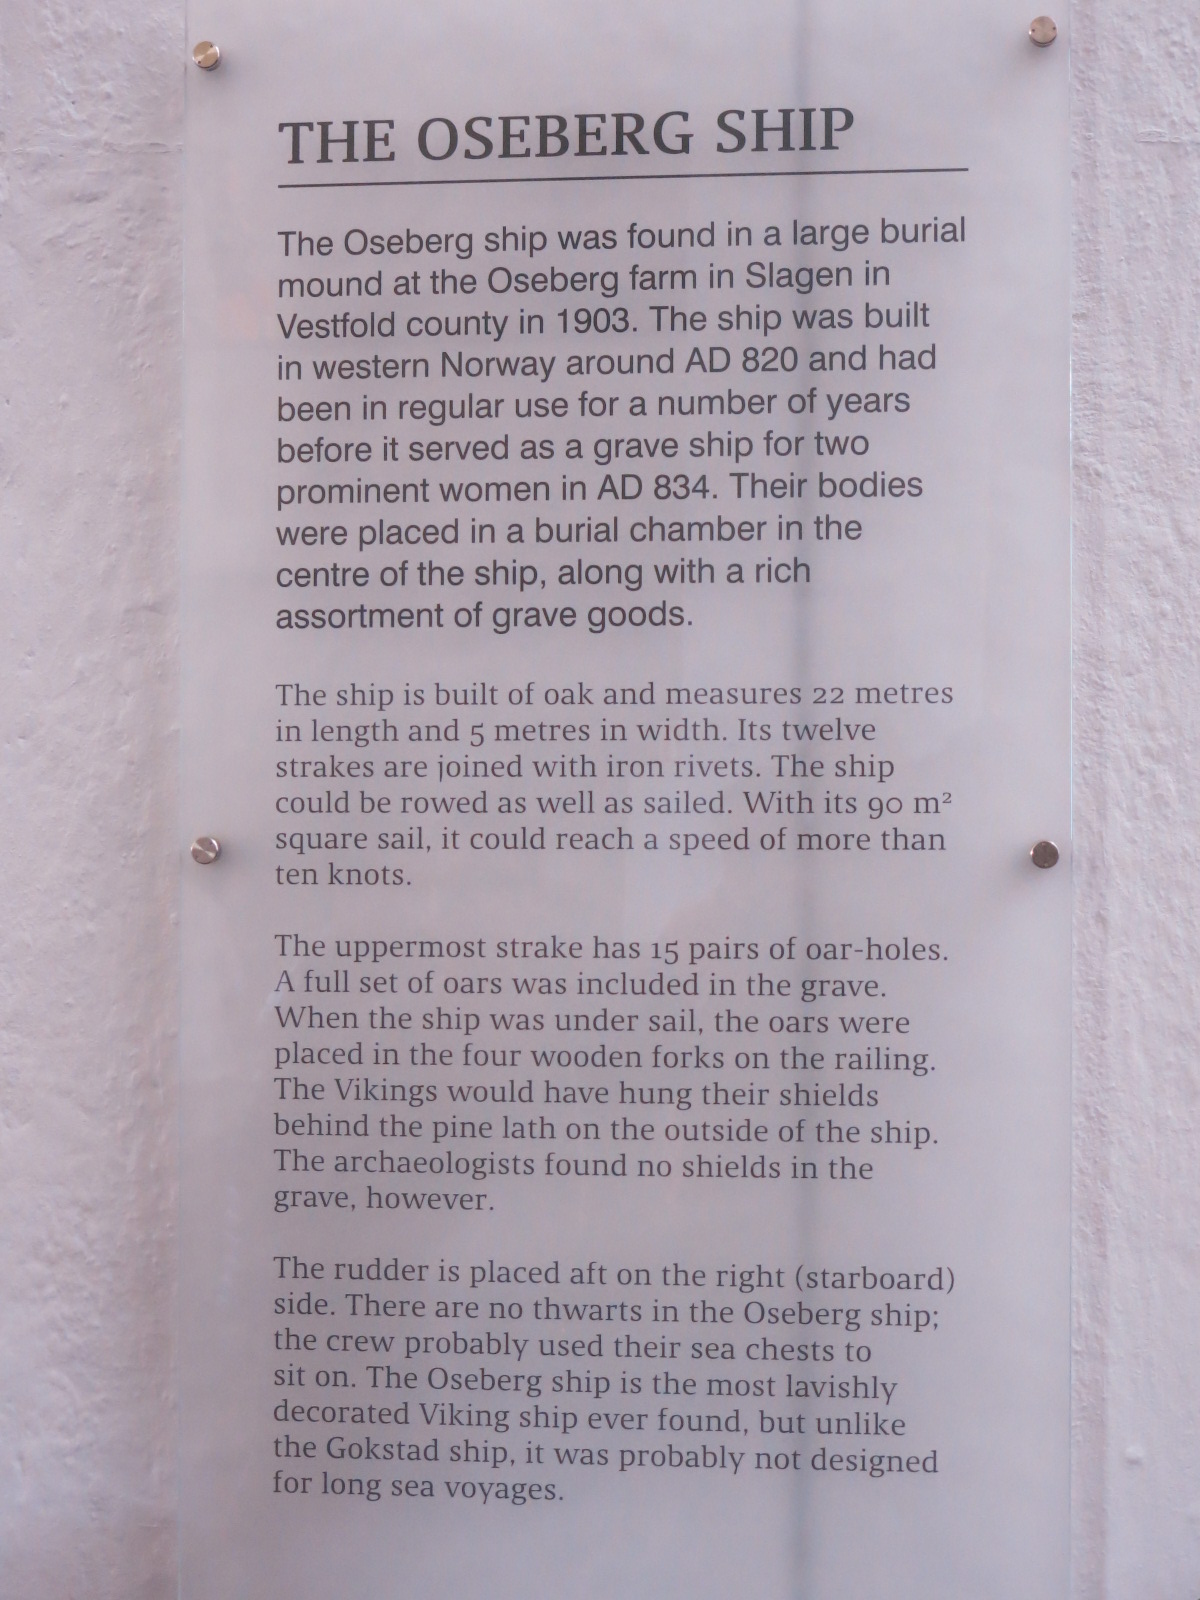 THE OSEBERG SHIP
The Oseberg ship was found in a large burial
mound at the Oseberg farm in Slagen in
Vestfold county in 1903. The ship was built
in western Norway around AD 820 and had
been in regular use for a number of years
before it served as a grave ship for two
prominent women in AD 834. Their bodies
were placed in a burial chamber in the
centre of the ship, along with a rich
assortment of grave goods.
The ship is built of oak and measures 22 metres
in length and 5 metres in width. Its twelve
strakes are joined with iron rivets. The ship
could be rowed as well as sailed. With its 90 m²
square sail, it could reach a speed of more than
ten knots.
The uppermost strake has 15 pairs of oar-holes.
A full set of oars was included in the grave.
When the ship was under sail, the oars were
placed in the four wooden forks on the railing.
The Vikings would have hung their shields
behind the pine lath on the outside of the ship.
The archaeologists found no shields in the
grave, however.
The rudder is placed aft on the right (starboard)
side. There are no thwarts in the Oseberg ship;
the crew probably used their sea chests to
sit on. The Oseberg ship is the most lavishly
decorated Viking ship ever found, but unlike
the Gokstad ship, it was probably not designed
for long sea voyages.